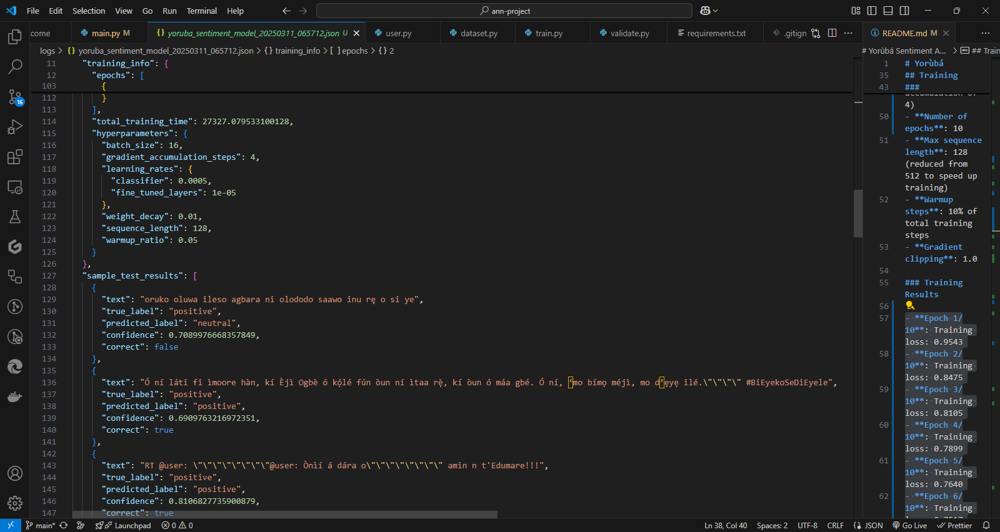 File Edit Selection View Go Run Terminal Help
ann-project
come
main.py M
{} yoruba_sentiment_model_20250311_065712.json U
user.py
dataset.py
train.py
validate.py
requirements.txt
.gitign
README.md M
logs > {} yoruba_sentiment_model_20250311_065712.json > {} training_info > [ ] epochs > {} 2
11 "training_info": {
12 "epochs": [
103 {
112 }
113 ],
114 "total_training_time": 27327.079533100128,
115 "hyperparameters": {
116 "batch_size": 16,
117 "gradient_accumulation_steps": 4,
118 "learning_rates": {
119 "classifier": 0.0005,
120 "fine_tuned_layers": 1e-05
121 },
122 "weight_decay": 0.01,
123 "sequence_length": 128,
124 "warmup_ratio": 0.05
125 }
126 },
127 "sample_test_results": [
128 {
129 "text": "oruko oluwa ileso agbara ni olododo saawo inu rẹ o si ye",
130 "true_label": "positive",
131 "predicted_label": "neutral",
132 "confidence": 0.7089976668357849,
133 "correct": false
134 },
135 {
136 "text": "Ó ní láti fi ìmoore hàn, kí Èjì Ogbè ó kọ́lé fún òun ní ìtaa rẹ̀, kí òun ó máa gbé. Ó ní, ‘mo bímọ méjì, mo d’ẹyẹ ilé.\"\"\"\" #BiEyekoSeDiEyele",
137 "true_label": "positive",
138 "predicted_label": "positive",
139 "confidence": 0.6909763216972351,
140 "correct": true
141 },
142 {
143 "text": "RT @user: \"\"\"\"\"\"\"\"@user: Òníí á dára o\"\"\"\"\"\"\"\" amin n t'Edumare!!!",
144 "true_label": "positive",
145 "predicted_label": "positive",
146 "confidence": 0.8106827735900879,
147 "correct": true
# Yorùbá Sentiment A... > ## Train
1 # Yorùbá
35 ## Training
43 ###
accumulation of
4)
50 - **Number of
epochs**: 10
51 - **Max sequence
length**: 128
(reduced from
512 to speed up
training)
52 - **Warmup
steps**: 10% of
total training
steps
53 - **Gradient
clipping**: 1.0
54
55 ### Training
Results
56
57 - **Epoch 1/
10**: Training
loss: 0.9543
58 - **Epoch 2/
10**: Training
loss: 0.8475
59 - **Epoch 3/
10**: Training
loss: 0.8105
60 - **Epoch 4/
10**: Training
loss: 0.7899
61 - **Epoch 5/
10**: Training
loss: 0.7640
62 - **Epoch 6/
10**: Training
16
main* Launchpad 0 0
Ln 38, Col 40 Spaces: 2 UTF-8 CRLF {} JSON Go Live Prettier